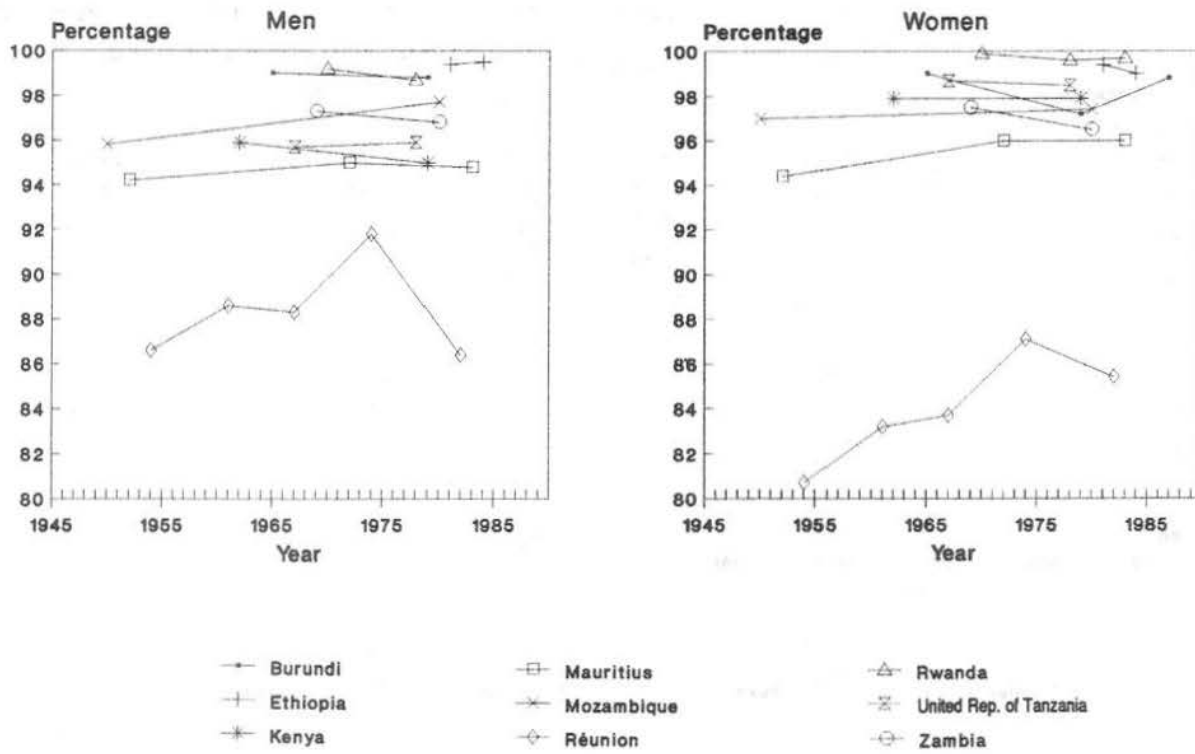 Men
Percentage
100
98
96
94
92
90
88
86
84
82
80
1945 1955 1965 1975 1985
Year
Women
Percentage
100
98
96
94
92
90
88
86
84
82
80
1945 1955 1965 1975 1985
Year
Burundi Mauritius Rwanda
Ethiopia Mozambique United Rep. of Tanzania
Kenya Réunion Zambia